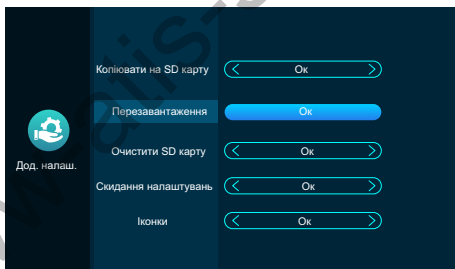 Копіювати на SD карту Ок
Перезавантаження Ок
Очистити SD карту Ок
Дод. налаш.
Скидання налаштувань Ок
Іконки Ок